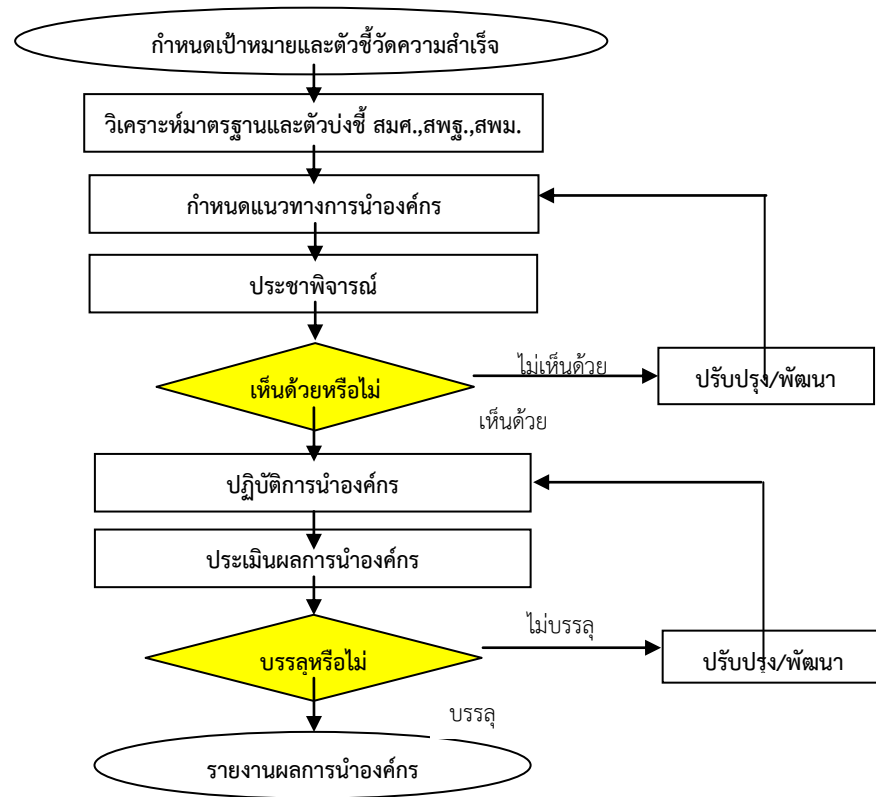 กำหนดเป้าหมายและตัวชี้วัดความสำเร็จ
วิเคราะห์มาตรฐานและตัวบ่งชี้ สมศ.,สพฐ.,สพม.
กำหนดแนวทางการนำองค์กร
ประชาพิจารณ์
เห็นด้วยหรือไม่
ไม่เห็นด้วย
ปรับปรุง/พัฒนา
เห็นด้วย
ปฏิบัติการนำองค์กร
ประเมินผลการนำองค์กร
บรรลุหรือไม่
ไม่บรรลุ
ปรับปรุง/พัฒนา
บรรลุ
รายงานผลการนำองค์กร